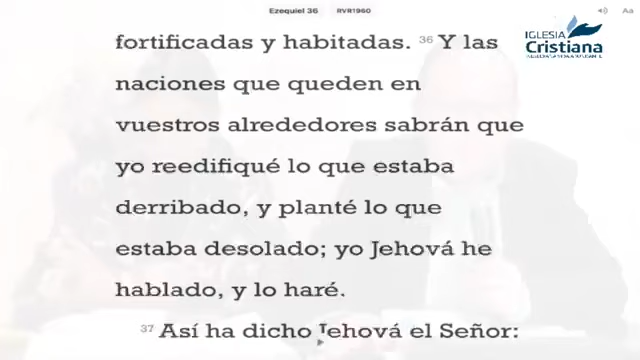 Ezequiel 36 RVR1960
Aa
IGLESIA
Cristiana
fortificadas y habitadas. 36 Y las
naciones que queden en
vuestros alrededores sabrán que
yo reedifiqué lo que estaba
derribado, y planté lo que
estaba desolado; yo Jehová he
hablado, y lo haré.
37 Así ha dicho Jehová el Señor: